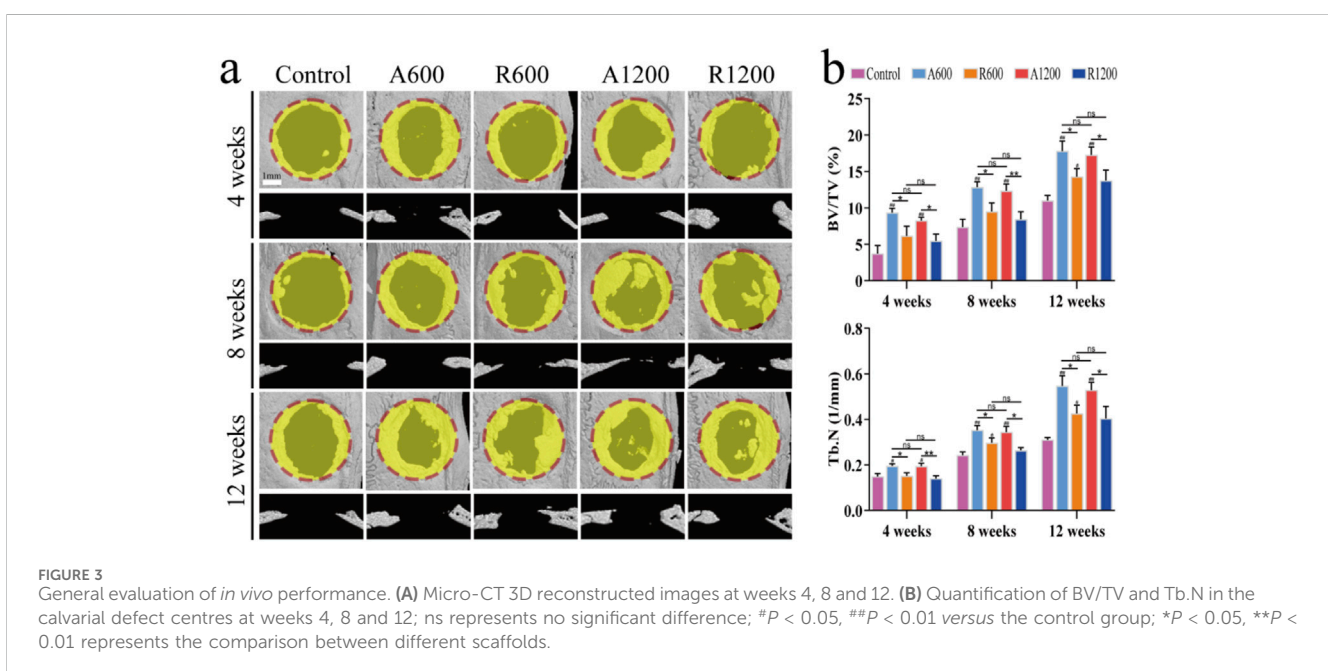 a
Control A600 R600 A1200 R1200
4 weeks
1mm
8 weeks
12 weeks
b
Control A600 R600 A1200 R1200
BV/TV (%)
25
20
15
10
5
0
## * ns ns ## *
## * ns ns ## **
## * ns ns # ## *
4 weeks 8 weeks 12 weeks
Tb.N (1/mm)
0.8
0.6
0.4
0.2
0.0
# * ns ns # **
## * ns ns # ## *
## * ns ns # ## *
4 weeks 8 weeks 12 weeks
FIGURE 3
General evaluation of in vivo performance. (A) Micro-CT 3D reconstructed images at weeks 4, 8 and 12. (B) Quantification of BV/TV and Tb.N in the
calvarial defect centres at weeks 4, 8 and 12; ns represents no significant difference; #P < 0.05, ##P < 0.01 versus the control group; *P < 0.05, **P <
0.01 represents the comparison between different scaffolds.